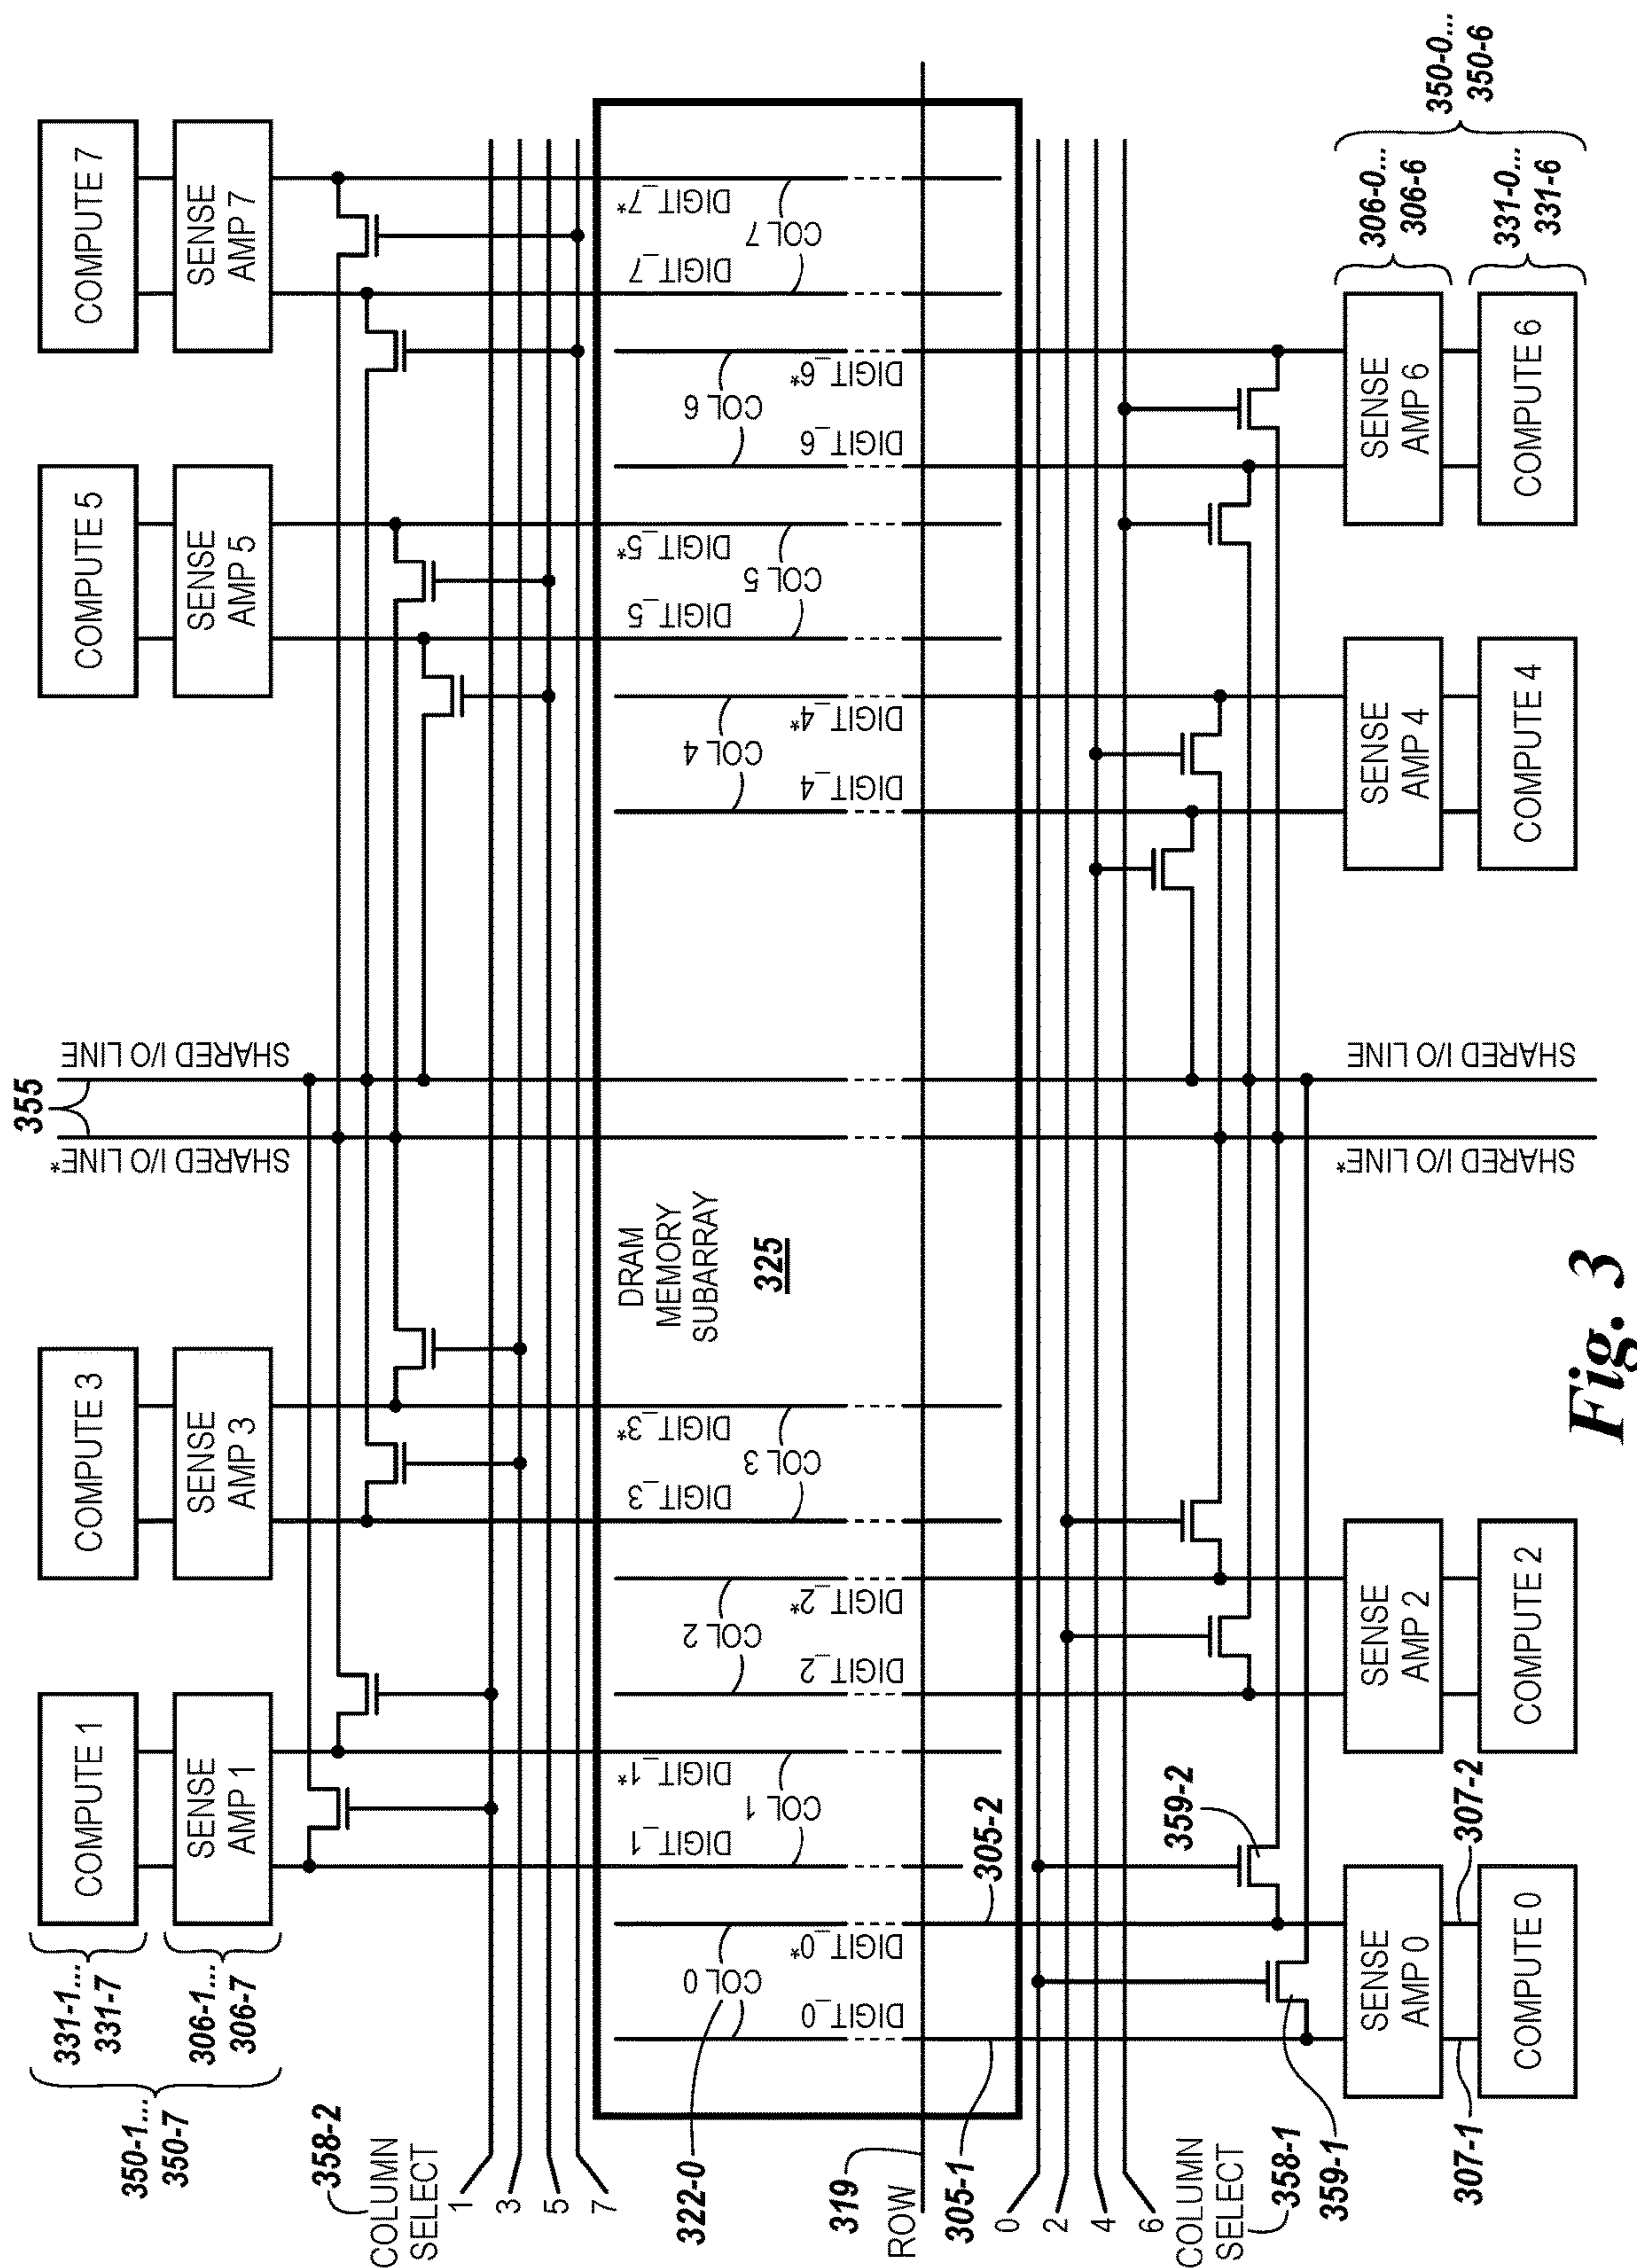 COMPUTE 1
COMPUTE 3
COMPUTE 5
COMPUTE 7
SENSE
AMP 1
SENSE
AMP 3
SENSE
AMP 5
SENSE
AMP 7
331-1...
331-7
306-1...
306-7
350-1...
350-7
355
SHARED I/O LINE*
SHARED I/O LINE
358-2
COLUMN
SELECT
1
3
5
7
DRAM
MEMORY
SUBARRAY
325
DIGIT_1
DIGIT_1*
COL 1
DIGIT_3
DIGIT_3*
COL 3
DIGIT_5
DIGIT_5*
COL 5
DIGIT_7
DIGIT_7*
COL 7
322-0
COL 0
DIGIT_0
DIGIT_0*
COL 2
DIGIT_2
DIGIT_2*
COL 4
DIGIT_4
DIGIT_4*
COL 6
DIGIT_6
DIGIT_6*
319
ROW
305-1
305-2
0
2
4
6
COLUMN
SELECT
358-1
359-1
359-2
SHARED I/O LINE*
SHARED I/O LINE
SENSE
AMP 0
SENSE
AMP 2
SENSE
AMP 4
SENSE
AMP 6
307-1
307-2
COMPUTE 0
COMPUTE 2
COMPUTE 4
COMPUTE 6
306-0...
306-6
331-0...
331-6
350-0...
350-6
Fig. 3